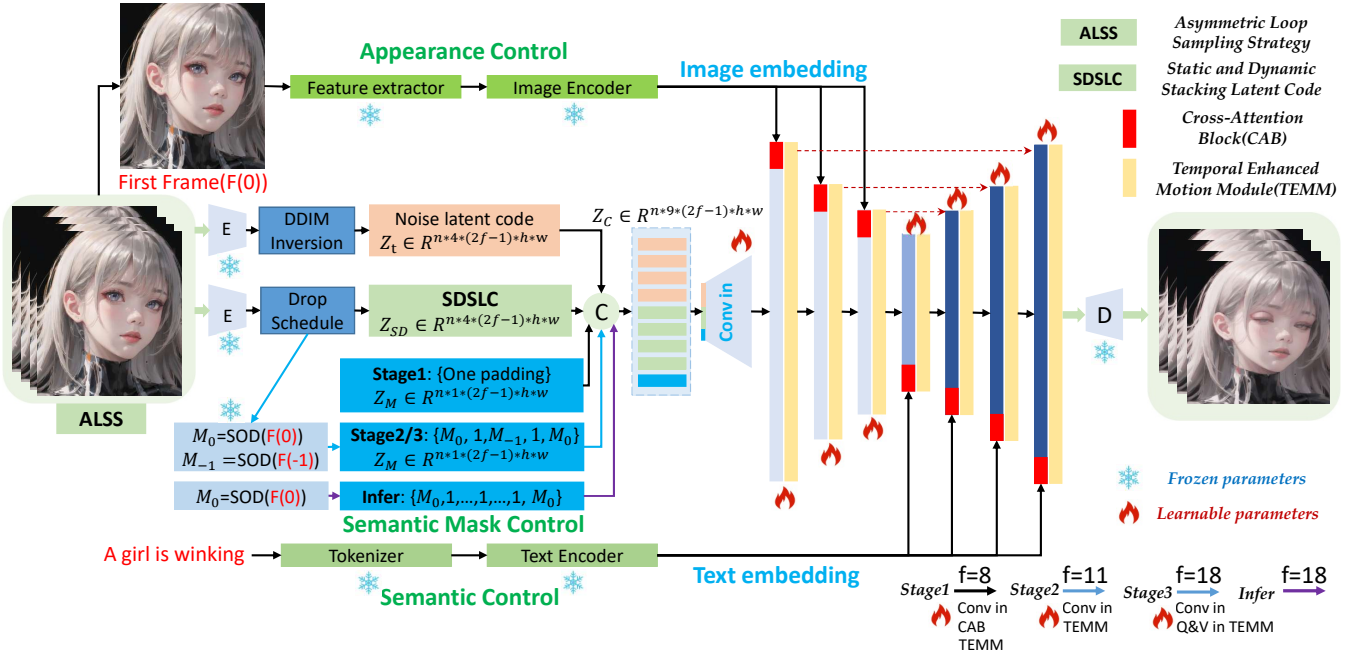 Appearance Control
Feature extractor
Image Encoder
Image embedding
First Frame(F(0))
ALSS
Asymmetric Loop
Sampling Strategy
SDSLC
Static and Dynamic
Stacking Latent Code
Cross-Attention
Block(CAB)
Temporal Enhanced
Motion Module(TEMM)
E
DDIM
Inversion
Noise latent code
Z_t ∈ R^{n*4*(2f−1)*h*w}
Z_C ∈ R^{n*9*(2f−1)*h*w}
E
Drop
Schedule
SDSLC
Z_{SD} ∈ R^{n*4*(2f−1)*h*w}
C
Conv in
D
ALSS
Stage1: {One padding}
Z_M ∈ R^{n*1*(2f−1)*h*w}
M_0=SOD(F(0))
M_{−1} =SOD(F(-1))
Stage2/3: {M_0, 1,M_{−1}, 1, M_0}
Z_M ∈ R^{n*1*(2f−1)*h*w}
M_0=SOD(F(0))
Infer: {M_0,1,…,1,…,1, M_0}
Semantic Mask Control
A girl is winking
Tokenizer
Text Encoder
Text embedding
Semantic Control
Frozen parameters
Learnable parameters
Stage1 f=8
Conv in
CAB
TEMM
Stage2 f=11
Conv in
TEMM
Stage3 f=18
Conv in
Q&V in TEMM
Infer f=18